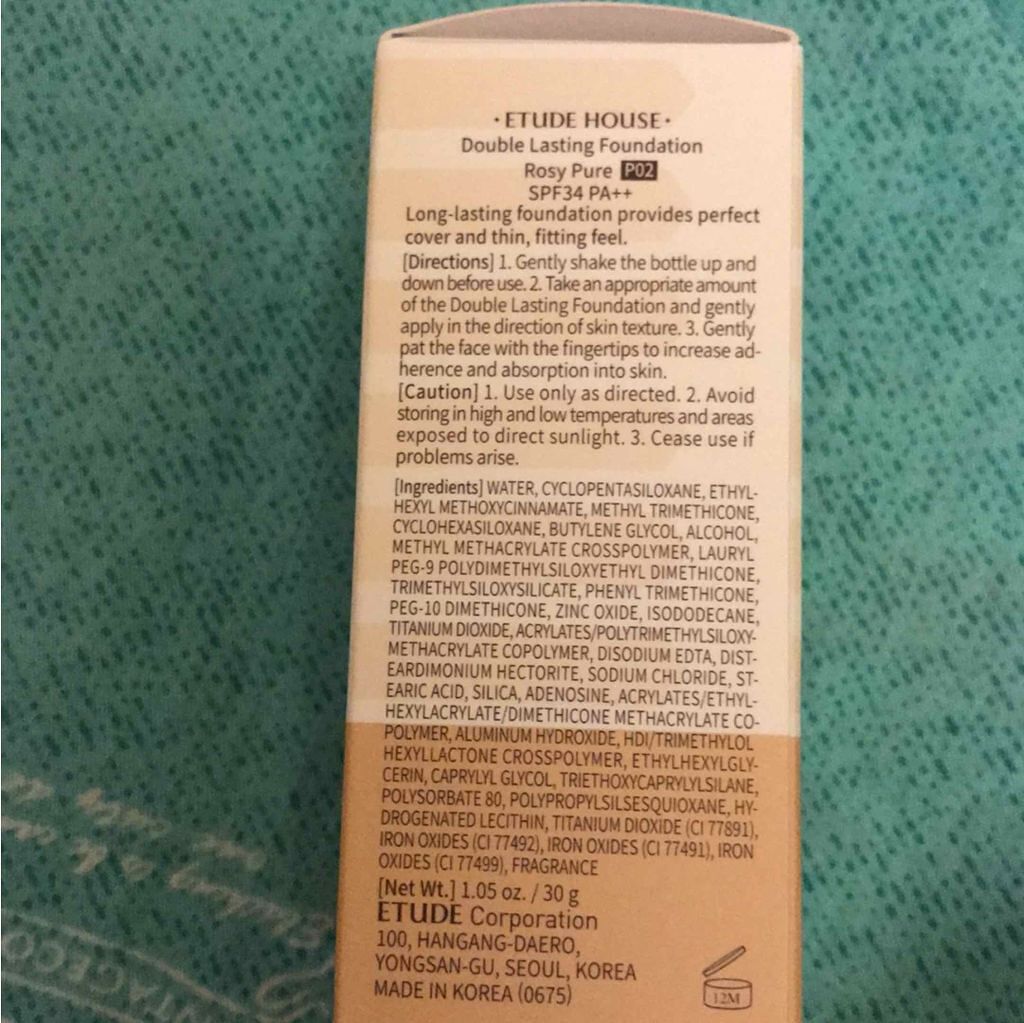 ·ETUDE HOUSE·
Double Lasting Foundation
Rosy Pure P02
SPF34 PA++
Long-lasting foundation provides perfect
cover and thin, fitting feel.
[Directions] 1. Gently shake the bottle up and
down before use. 2. Take an appropriate amount
of the Double Lasting Foundation and gently
apply in the direction of skin texture. 3. Gently
pat the face with the fingertips to increase ad-
herence and absorption into skin.
[Caution] 1. Use only as directed. 2. Avoid
storing in high and low temperatures and areas
exposed to direct sunlight. 3. Cease use if
problems arise.
[Ingredients] WATER, CYCLOPENTASILOXANE, ETHYL-
HEXYL METHOXYCINNAMATE, METHYL TRIMETHICONE,
CYCLOHEXASILOXANE, BUTYLENE GLYCOL, ALCOHOL,
METHYL METHACRYLATE CROSSPOLYMER, LAURYL
PEG-9 POLYDIMETHYLSILOXYETHYL DIMETHICONE,
TRIMETHYLSILOXYSILICATE, PHENYL TRIMETHICONE,
PEG-10 DIMETHICONE, ZINC OXIDE, ISODODECANE,
TITANIUM DIOXIDE, ACRYLATES/POLYTRIMETHYLSILOXY-
METHACRYLATE COPOLYMER, DISODIUM EDTA, DIST-
EARDIMONIUM HECTORITE, SODIUM CHLORIDE, ST-
EARIC ACID, SILICA, ADENOSINE, ACRYLATES/ETHYL-
HEXYLACRYLATE/DIMETHICONE METHACRYLATE CO-
POLYMER, ALUMINUM HYDROXIDE, HDI/TRIMETHYLOL
HEXYLLACTONE CROSSPOLYMER, ETHYLHEXYLGLY-
CERIN, CAPRYLYL GLYCOL, TRIETHOXYCAPRYLYLSILANE,
POLYSORBATE 80, POLYPROPYLSILSESQUIOXANE, HY-
DROGENATED LECITHIN, TITANIUM DIOXIDE (CI 77891),
IRON OXIDES (CI 77492), IRON OXIDES (CI 77491), IRON
OXIDES (CI 77499), FRAGRANCE
[Net Wt.] 1.05 oz. / 30 g
ETUDE Corporation
100, HANGANG-DAERO,
YONGSAN-GU, SEOUL, KOREA
MADE IN KOREA (0675)
12M